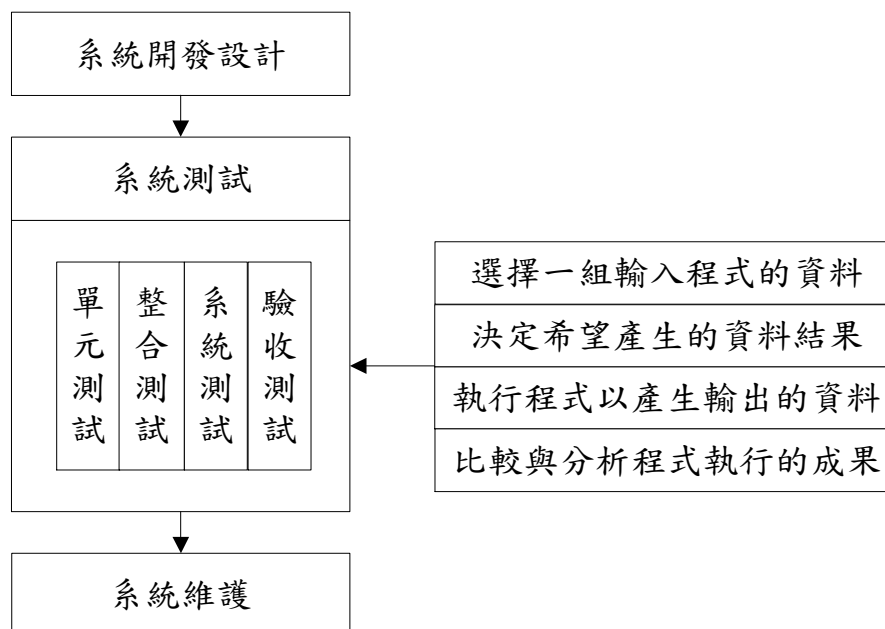 系統開發設計
系統測試
單元測試
整合測試
系統測試
驗收測試
選擇一組輸入程式的資料
決定希望產生的資料結果
執行程式以產生輸出的資料
比較與分析程式執行的成果
系統維護